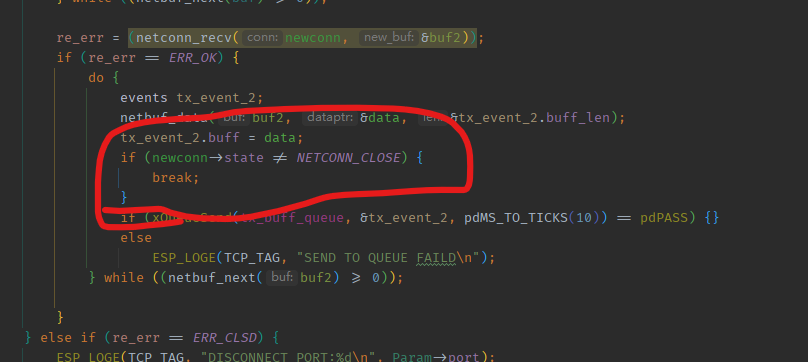 } while ((netbuf_next(buf) >= 0));
re_err = (netconn_recv( conn: newconn, new_buf: &buf2));
if (re_err == ERR_OK) {
do {
events tx_event_2;
netbuf_data( buf: buf2, dataptr: &data, len: &tx_event_2.buff_len);
tx_event_2.buff = data;
if (newconn->state != NETCONN_CLOSE) {
break;
}
if (xQueueSend(tx_buff_queue, &tx_event_2, pdMS_TO_TICKS(10)) == pdPASS) {}
else
ESP_LOGE(TCP_TAG, "SEND TO QUEUE FAILD\n");
} while ((netbuf_next( buf: buf2) >= 0));
}
} else if (re_err == ERR_CLSD) {
ESP_LOGE(TCP_TAG, "DISCONNECT PORT:%d\n", Param->port);